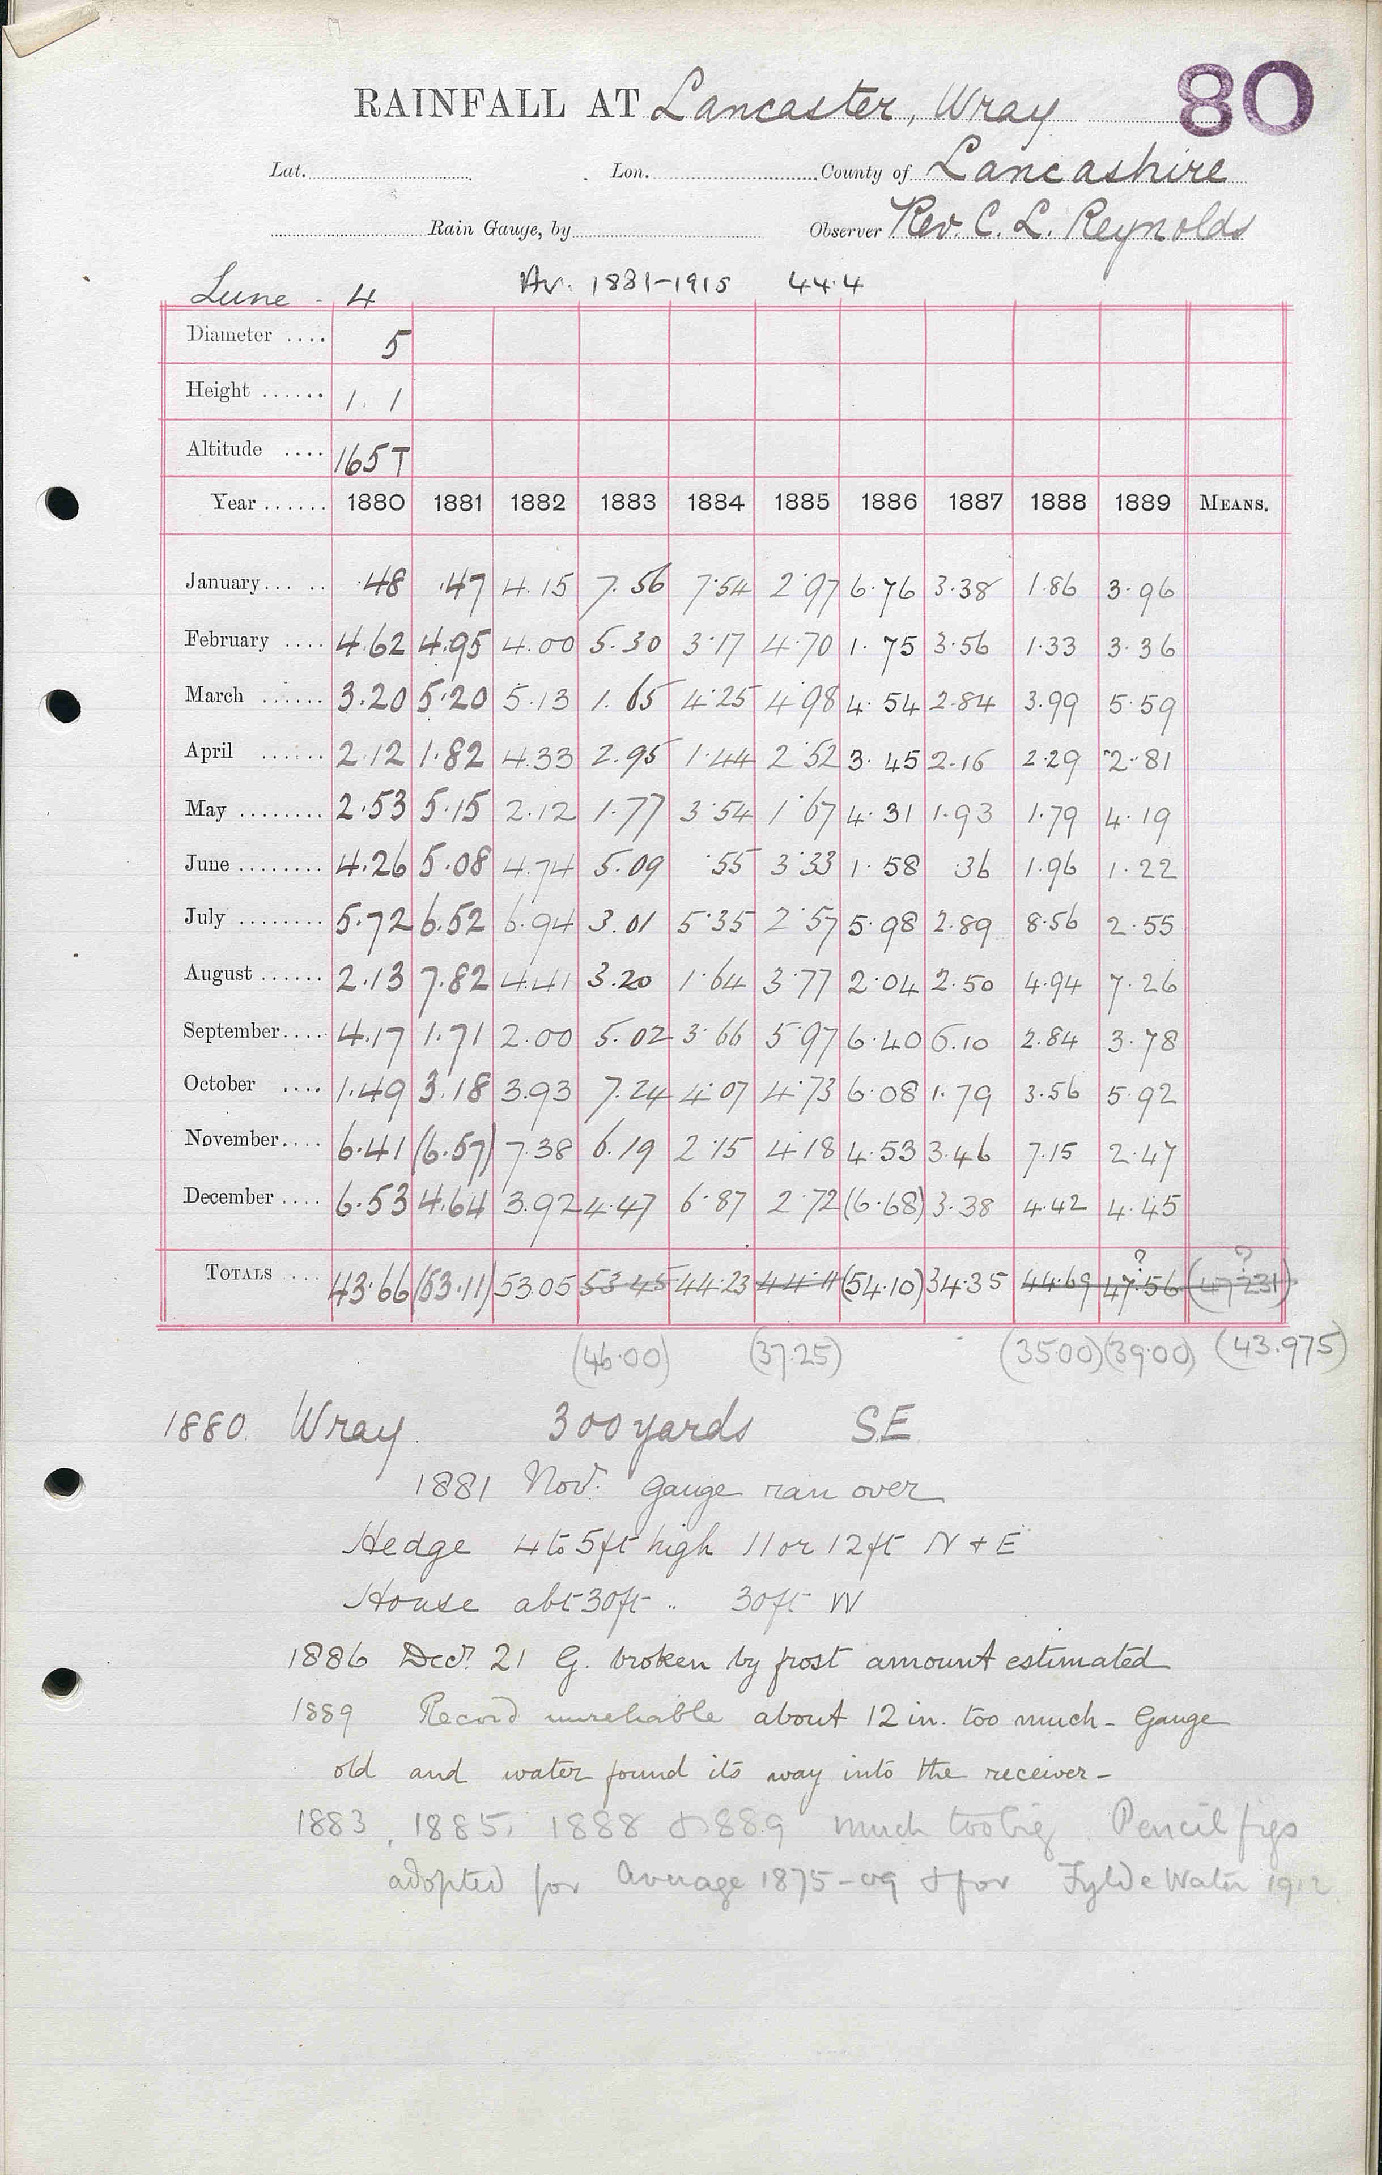 80
RAINFALL AT Lancaster, Wray
Lat. Lon. County of Lancashire
Rain Gauge, by Observer Rev. C. L. Reynolds
Lune - 4 Av. 1881-1915 44.4
Diameter .... 5
Height ...... 1. 1
Altitude .... 165T
Year ...... 1880 1881 1882 1883 1884 1885 1886 1887 1888 1889 MEANS.
January .48 .47 4.15 7.56 7.54 2.97 6.76 3.38 1.86 3.96
February .... 4.62 4.95 4.00 5.30 3.17 4.70 1.75 3.56 1.33 3.36
March ...... 3.20 5.20 5.13 1.65 4.25 4.98 4.54 2.84 3.99 5.59
April ...... 2.12 1.82 4.33 2.95 1.44 2.52 3.45 2.16 2.29 2.81
May ........ 2.53 5.15 2.12 1.77 3.54 1.67 4.31 1.93 1.79 4.19
June ........ 4.26 5.08 4.74 5.09 .55 3.33 1.58 .36 1.96 1.22
July ........ 5.72 6.52 6.94 3.01 5.35 2.57 5.98 2.89 8.56 2.55
August ...... 2.13 7.82 4.41 3.20 1.64 3.77 2.04 2.50 4.94 7.26
September.... 4.17 1.71 2.00 5.02 3.66 5.97 6.40 6.10 2.84 3.78
October .... 1.49 3.18 3.93 7.24 4.07 4.73 6.08 1.79 3.56 5.92
November.... 6.41 (6.57) 7.38 6.19 2.15 4.18 4.53 3.46 7.15 2.47
December .... 6.53 4.64 3.92 4.47 6.87 2.72 (6.68) 3.38 4.42 4.45
TOTALS .... 43.66 (53.11) 53.05 53.45 44.23 44.11 (54.10) 34.35 44.69 47.56? (47.231)?
(46.00) (37.25) (35.00) (39.00) (43.975)
1880 Wray 300 yards SE
1881 Nov. Gauge ran over
Hedge 4 to 5ft high 11 or 12ft N + E
House abt 30ft .. 30ft W
1886 Decr. 21 G. broken by frost amount estimated
1889 Record unreliable about 12 in. too much - Gauge
old and water found its way into the receiver -
1883, 1885, 1888 & 1889 much too big. Pencil figs
adopted for Average 1875-09 & for Fylde Water 1912